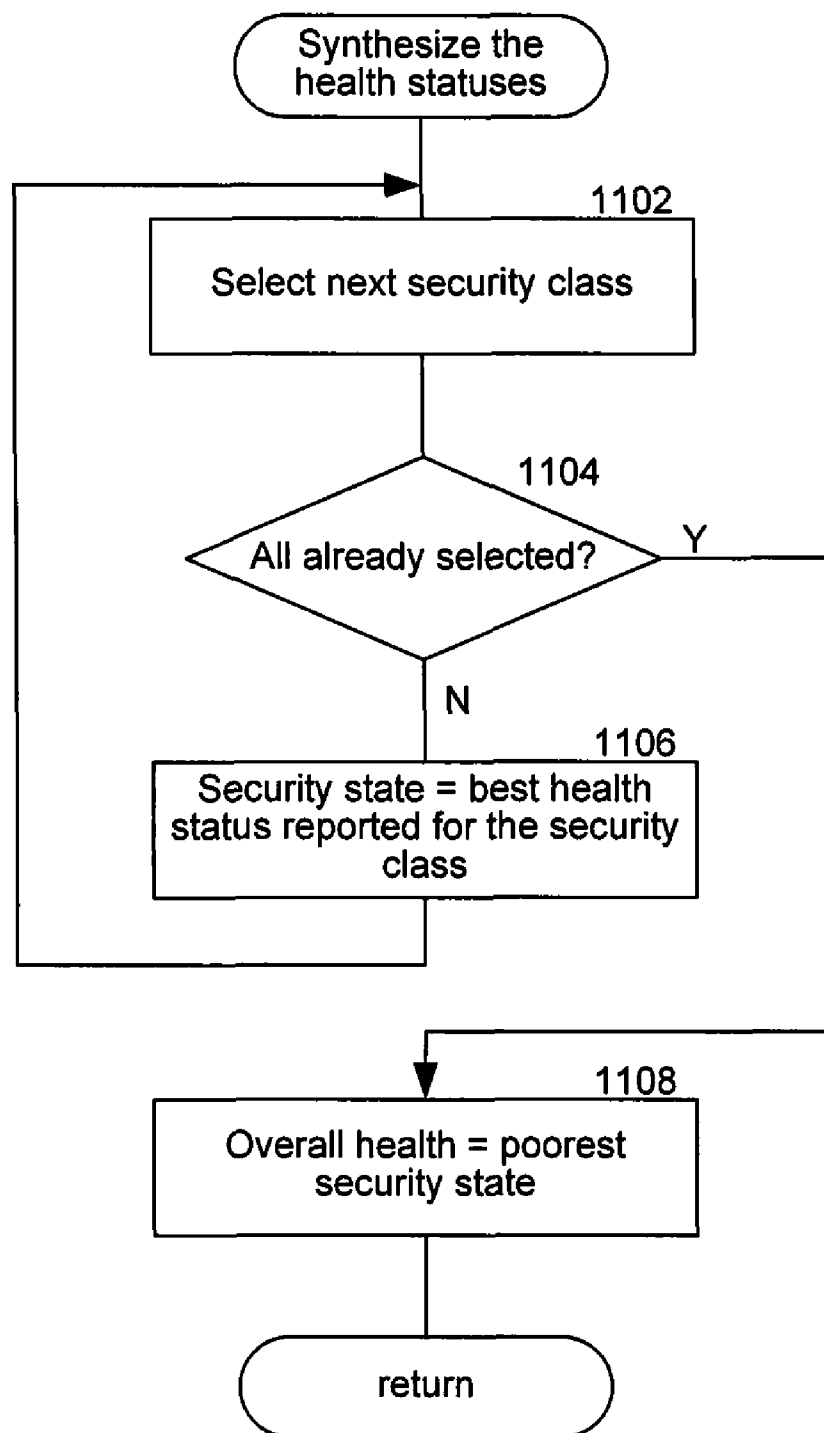 Synthesize the
health statuses
1102
Select next security class
1104
All already selected?
Y
N
1106
Security state = best health
status reported for the security
class
1108
Overall health = poorest
security state
return